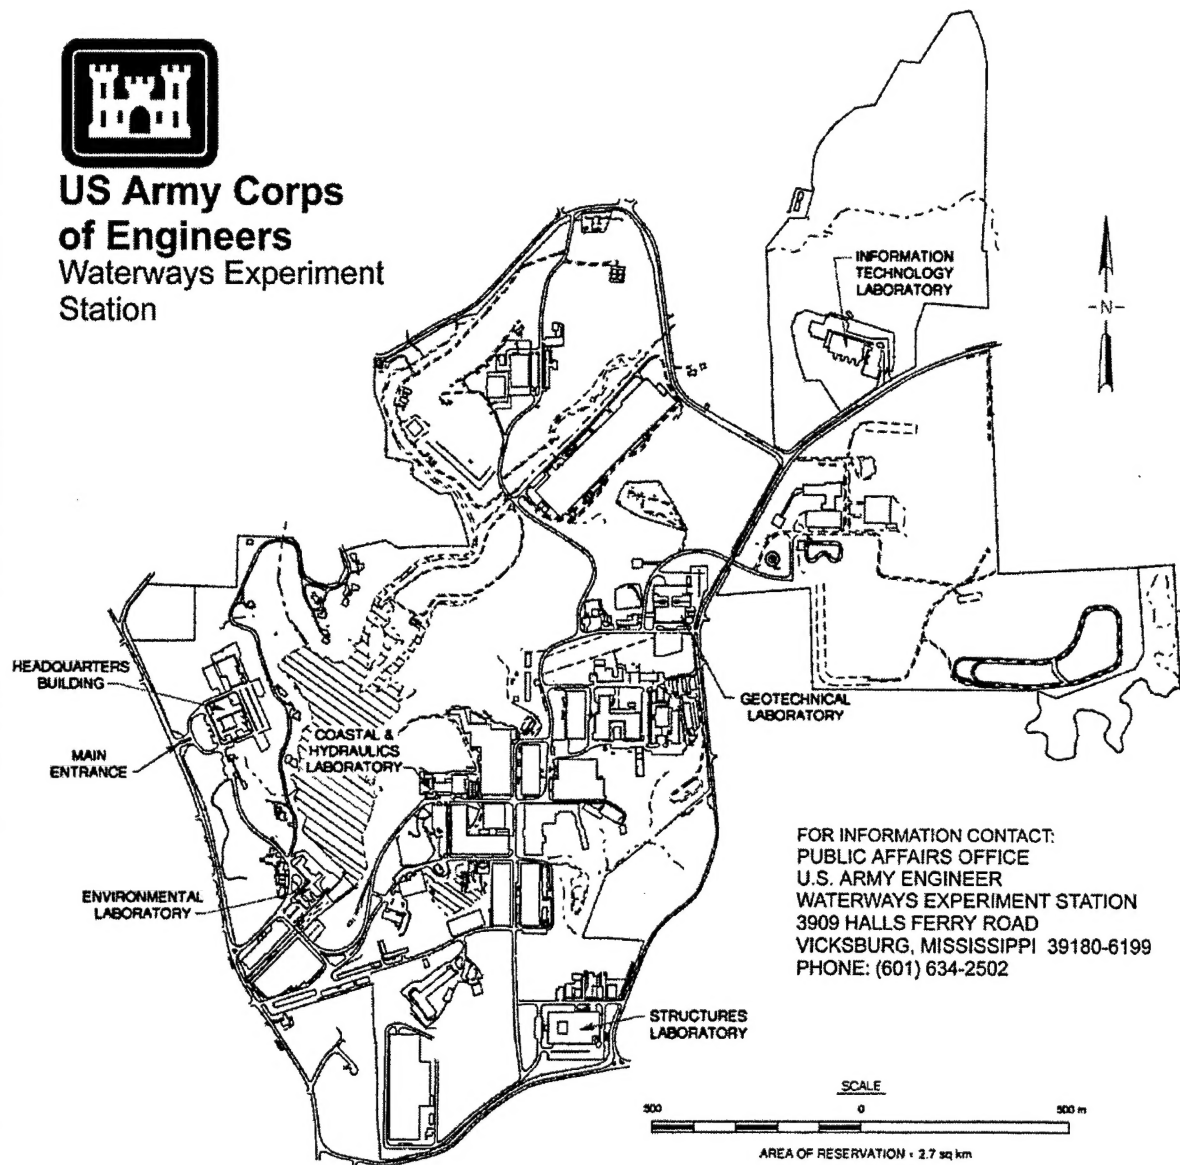 US Army Corps
of Engineers
Waterways Experiment
Station
INFORMATION
TECHNOLOGY
LABORATORY
-N-
HEADQUARTERS
BUILDING
MAIN
ENTRANCE
COASTAL &
HYDRAULICS
LABORATORY
GEOTECHNICAL
LABORATORY
ENVIRONMENTAL
LABORATORY
FOR INFORMATION CONTACT:
PUBLIC AFFAIRS OFFICE
U.S. ARMY ENGINEER
WATERWAYS EXPERIMENT STATION
3909 HALLS FERRY ROAD
VICKSBURG, MISSISSIPPI 39180-6199
PHONE: (601) 634-2502
STRUCTURES
LABORATORY
SCALE
500 0 500 m
AREA OF RESERVATION = 2.7 sq km